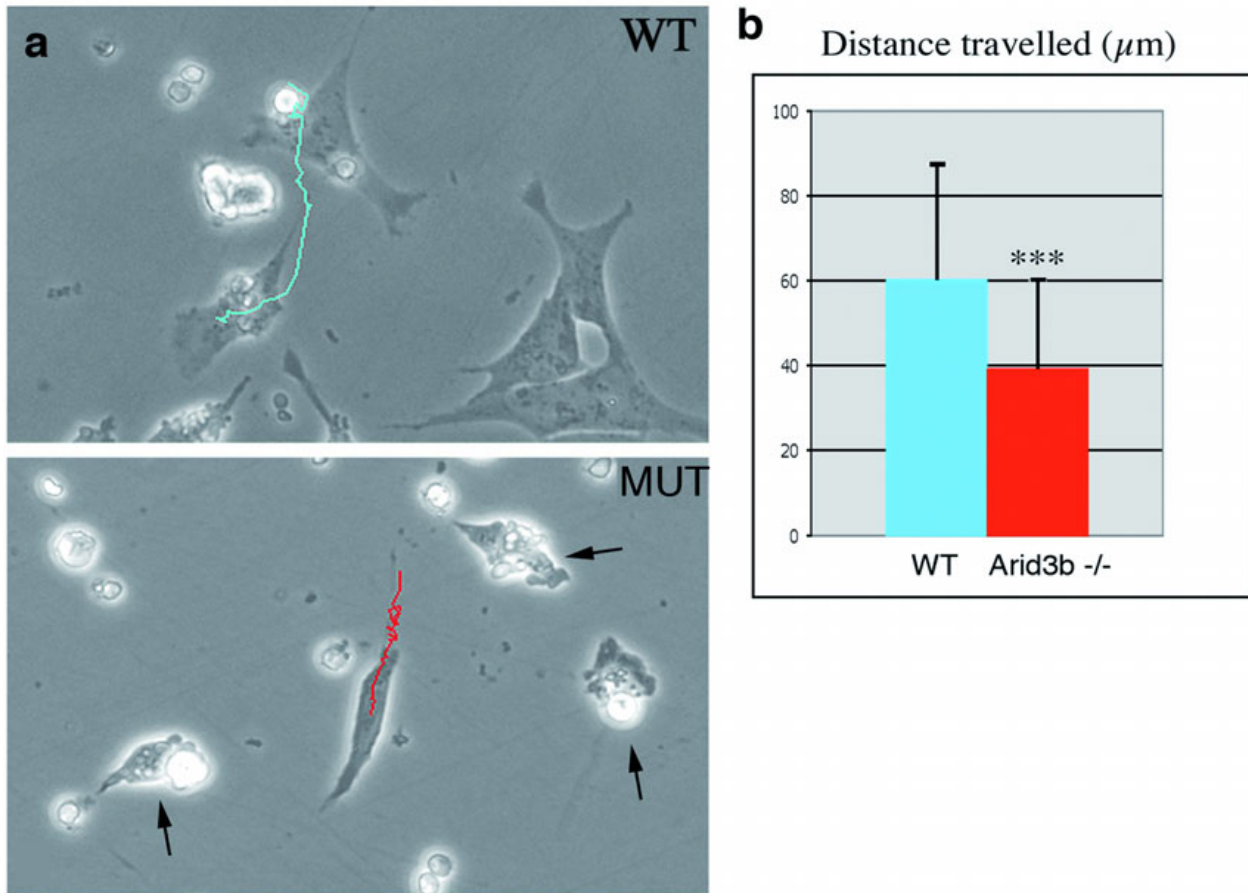 a
WT
MUT
b
Distance travelled (µm)
100
80
60
40
20
0
***
WT
Arid3b -/-